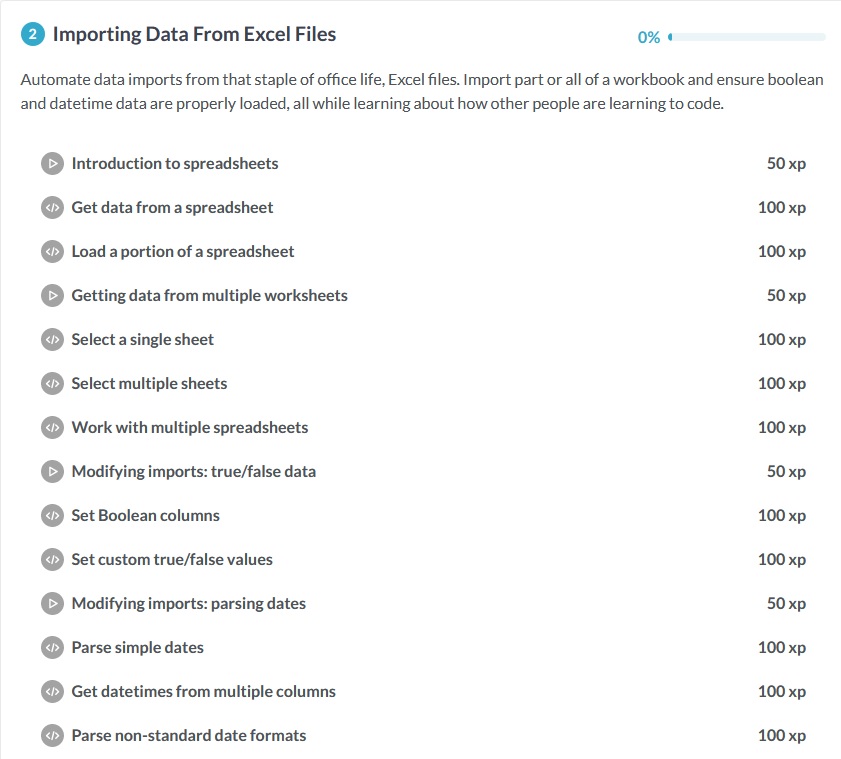 2 Importing Data From Excel Files 0%
Automate data imports from that staple of office life, Excel files. Import part or all of a workbook and ensure boolean
and datetime data are properly loaded, all while learning about how other people are learning to code.
Introduction to spreadsheets 50 xp
Get data from a spreadsheet 100 xp
Load a portion of a spreadsheet 100 xp
Getting data from multiple worksheets 50 xp
Select a single sheet 100 xp
Select multiple sheets 100 xp
Work with multiple spreadsheets 100 xp
Modifying imports: true/false data 50 xp
Set Boolean columns 100 xp
Set custom true/false values 100 xp
Modifying imports: parsing dates 50 xp
Parse simple dates 100 xp
Get datetimes from multiple columns 100 xp
Parse non-standard date formats 100 xp